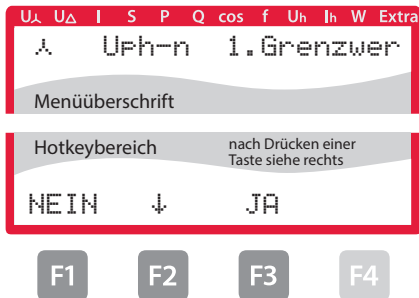 U⅄ U∆ I S P Q cos f Uh Ih W Extra
⅄ UPh-n 1.Grenzwer
Menüüberschrift
Hotkeybereich nach Drücken einer
Taste siehe rechts
NEIN ↓ JA
F1 F2 F3 F4